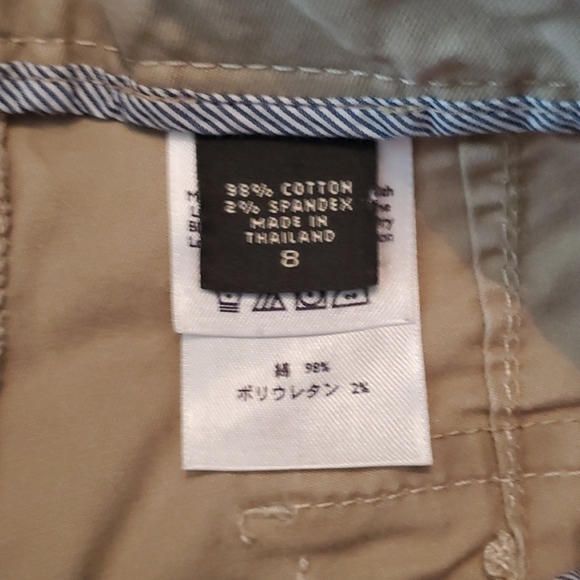 98% COTTON
2% SPANDEX
MADE IN
THAILAND
8
綿 98%
ポリウレタン 2%